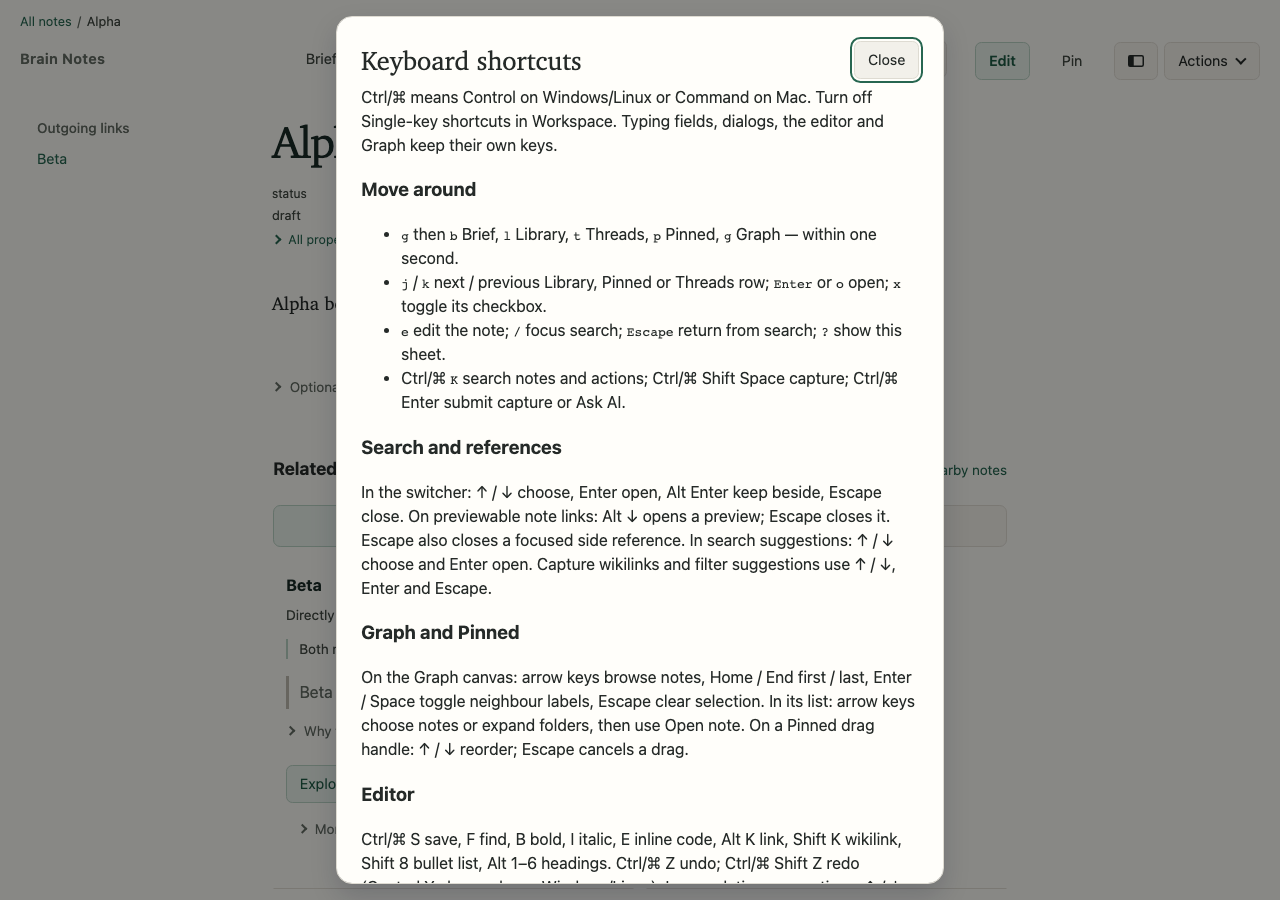 All notes / Alpha
Brain Notes
Edit
Pin
Actions
Outgoing links
Beta
status
draft
Related
Beta
Directly
Why
Keyboard shortcuts
Close
Ctrl/⌘ means Control on Windows/Linux or Command on Mac. Turn off
Single-key shortcuts in Workspace. Typing fields, dialogs, the editor and
Graph keep their own keys.
Move around
• g then b Brief, l Library, t Threads, p Pinned, g Graph — within one
second.
• j / k next / previous Library, Pinned or Threads row; Enter or o open; x
toggle its checkbox.
• e edit the note; / focus search; Escape return from search; ? show this
sheet.
• Ctrl/⌘ K search notes and actions; Ctrl/⌘ Shift Space capture; Ctrl/⌘
Enter submit capture or Ask AI.
Search and references
In the switcher: ↑ / ↓ choose, Enter open, Alt Enter keep beside, Escape
close. On previewable note links: Alt ↓ opens a preview; Escape closes it.
Escape also closes a focused side reference. In search suggestions: ↑ / ↓
choose and Enter open. Capture wikilinks and filter suggestions use ↑ / ↓,
Enter and Escape.
Graph and Pinned
On the Graph canvas: arrow keys browse notes, Home / End first / last, Enter
/ Space toggle neighbour labels, Escape clear selection. In its list: arrow keys
choose notes or expand folders, then use Open note. On a Pinned drag
handle: ↑ / ↓ reorder; Escape cancels a drag.
Editor
Ctrl/⌘ S save, F find, B bold, I italic, E inline code, Alt K link, Shift K wikilink,
Shift 8 bullet list, Alt 1–6 headings. Ctrl/⌘ Z undo; Ctrl/⌘ Shift Z redo
notes